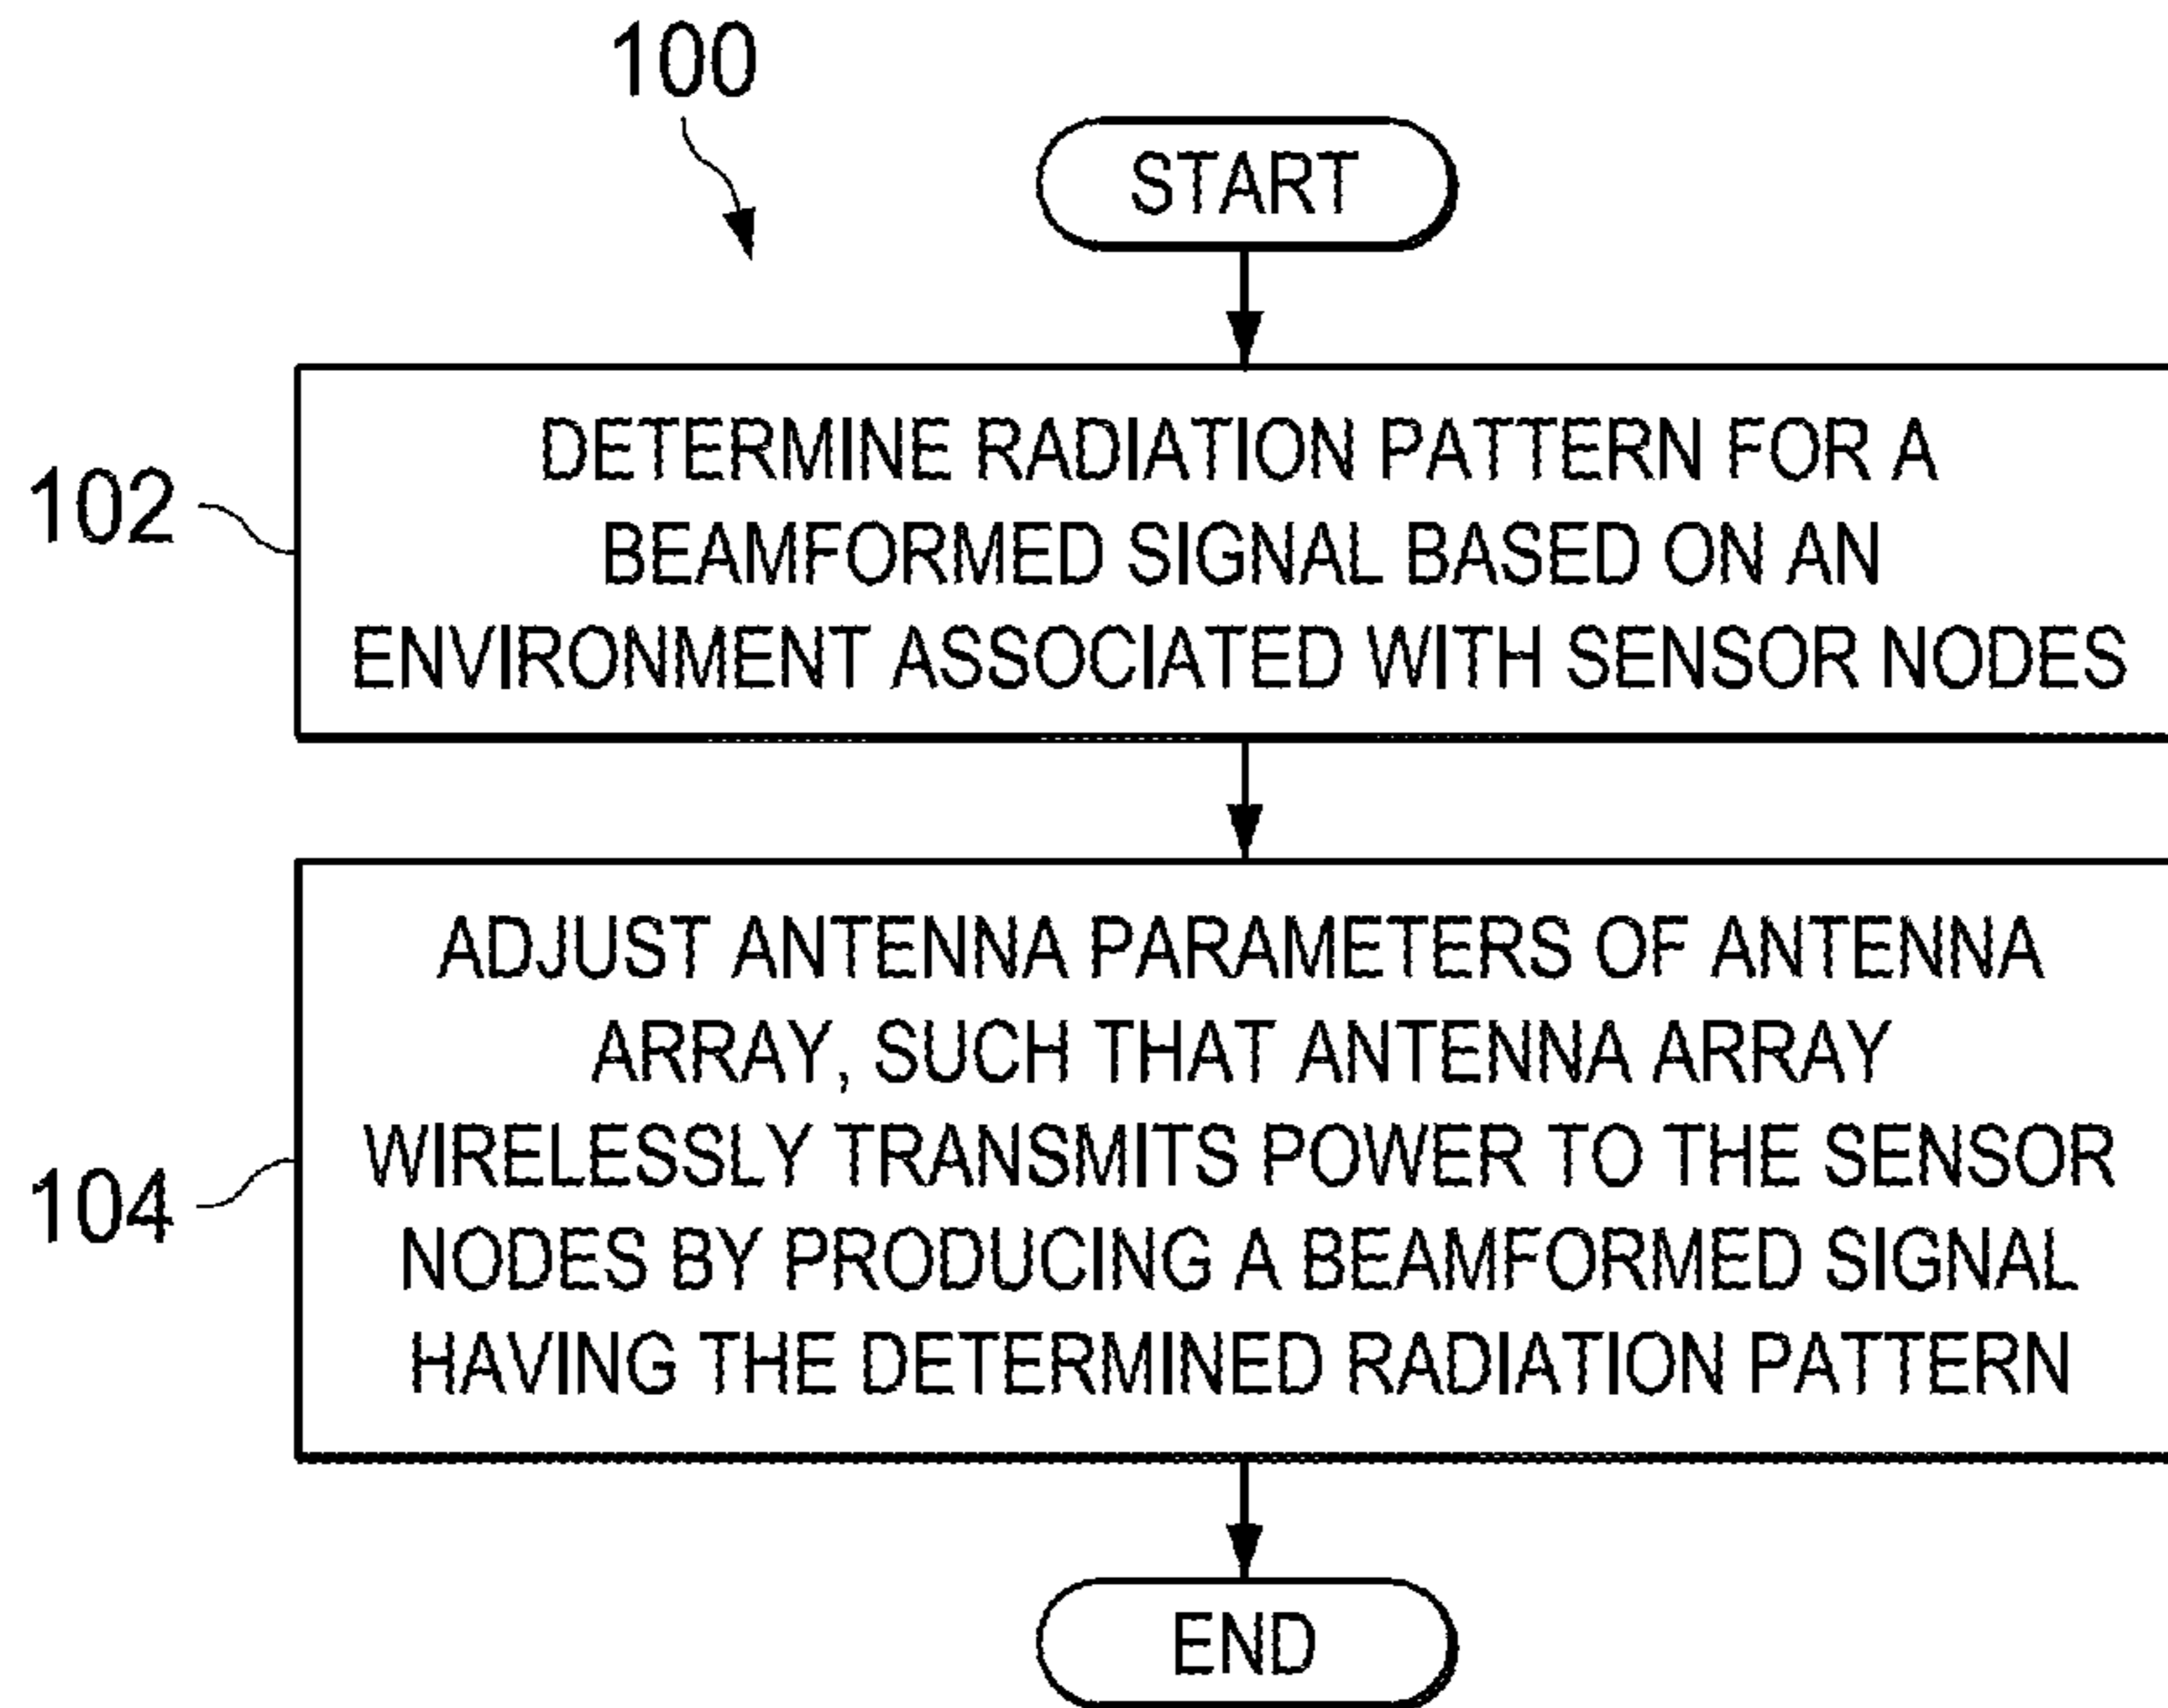 100
START
102
DETERMINE RADIATION PATTERN FOR A
BEAMFORMED SIGNAL BASED ON AN
ENVIRONMENT ASSOCIATED WITH SENSOR NODES
104
ADJUST ANTENNA PARAMETERS OF ANTENNA
ARRAY, SUCH THAT ANTENNA ARRAY
WIRELESSLY TRANSMITS POWER TO THE SENSOR
NODES BY PRODUCING A BEAMFORMED SIGNAL
HAVING THE DETERMINED RADIATION PATTERN
END